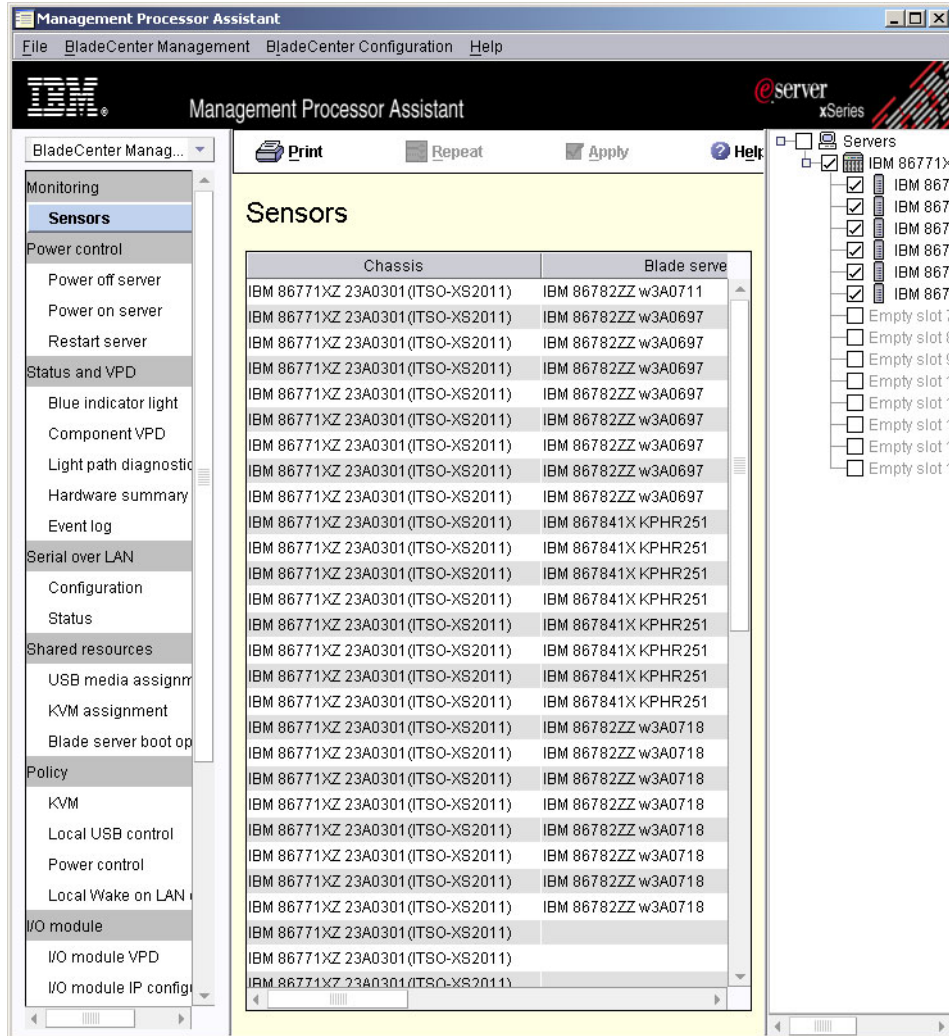 Management Processor Assistant
File BladeCenter Management BladeCenter Configuration Help
IBM
Management Processor Assistant
eserver
xSeries
BladeCenter Manag...
Monitoring
Sensors
Power control
Power off server
Power on server
Restart server
Status and VPD
Blue indicator light
Component VPD
Light path diagnostic
Hardware summary
Event log
Serial over LAN
Configuration
Status
Shared resources
USB media assignm
KVM assignment
Blade server boot op
Policy
KVM
Local USB control
Power control
Local Wake on LAN
I/O module
I/O module VPD
I/O module IP config
Print Repeat Apply Help
Sensors
Chassis Blade serve
IBM 86771XZ 23A0301(ITSO-XS2011) IBM 86782ZZ w3A0711
IBM 86771XZ 23A0301(ITSO-XS2011) IBM 86782ZZ w3A0697
IBM 86771XZ 23A0301(ITSO-XS2011) IBM 86782ZZ w3A0697
IBM 86771XZ 23A0301(ITSO-XS2011) IBM 86782ZZ w3A0697
IBM 86771XZ 23A0301(ITSO-XS2011) IBM 86782ZZ w3A0697
IBM 86771XZ 23A0301(ITSO-XS2011) IBM 86782ZZ w3A0697
IBM 86771XZ 23A0301(ITSO-XS2011) IBM 86782ZZ w3A0697
IBM 86771XZ 23A0301(ITSO-XS2011) IBM 86782ZZ w3A0697
IBM 86771XZ 23A0301(ITSO-XS2011) IBM 86782ZZ w3A0697
IBM 86771XZ 23A0301(ITSO-XS2011) IBM 867841X KPHR251
IBM 86771XZ 23A0301(ITSO-XS2011) IBM 867841X KPHR251
IBM 86771XZ 23A0301(ITSO-XS2011) IBM 867841X KPHR251
IBM 86771XZ 23A0301(ITSO-XS2011) IBM 867841X KPHR251
IBM 86771XZ 23A0301(ITSO-XS2011) IBM 867841X KPHR251
IBM 86771XZ 23A0301(ITSO-XS2011) IBM 867841X KPHR251
IBM 86771XZ 23A0301(ITSO-XS2011) IBM 867841X KPHR251
IBM 86771XZ 23A0301(ITSO-XS2011) IBM 867841X KPHR251
IBM 86771XZ 23A0301(ITSO-XS2011) IBM 86782ZZ w3A0718
IBM 86771XZ 23A0301(ITSO-XS2011) IBM 86782ZZ w3A0718
IBM 86771XZ 23A0301(ITSO-XS2011) IBM 86782ZZ w3A0718
IBM 86771XZ 23A0301(ITSO-XS2011) IBM 86782ZZ w3A0718
IBM 86771XZ 23A0301(ITSO-XS2011) IBM 86782ZZ w3A0718
IBM 86771XZ 23A0301(ITSO-XS2011) IBM 86782ZZ w3A0718
IBM 86771XZ 23A0301(ITSO-XS2011) IBM 86782ZZ w3A0718
IBM 86771XZ 23A0301(ITSO-XS2011) IBM 86782ZZ w3A0718
IBM 86771XZ 23A0301(ITSO-XS2011)
IBM 86771XZ 23A0301(ITSO-XS2011)
IBM 86771XZ 23A0301(ITSO-XS2011)
Servers
IBM 86771X
IBM 867
IBM 867
IBM 867
IBM 867
IBM 867
IBM 867
Empty slot
Empty slot
Empty slot
Empty slot
Empty slot
Empty slot
Empty slot
Empty slot